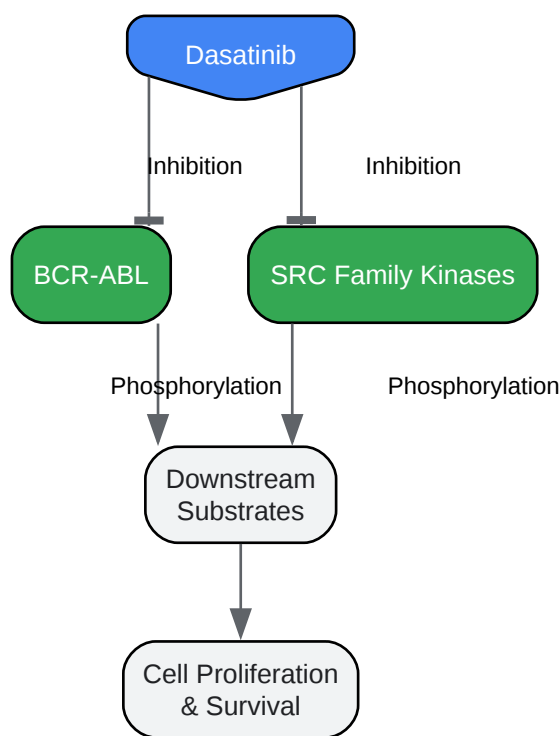 Dasatinib
Inhibition
Inhibition
BCR-ABL
SRC Family Kinases
Phosphorylation
Phosphorylation
Downstream
Substrates
Cell Proliferation
& Survival